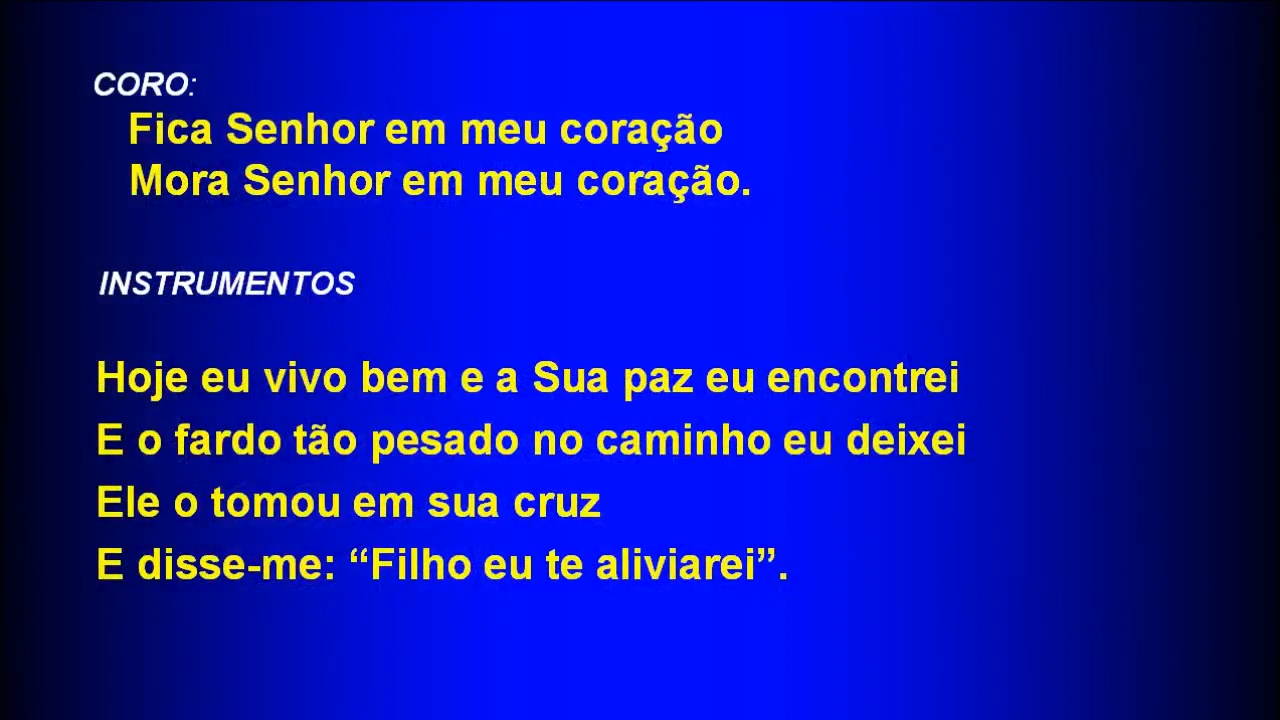 CORO:
Fica Senhor em meu coração
Mora Senhor em meu coração.
INSTRUMENTOS
Hoje eu vivo bem e a Sua paz eu encontrei
E o fardo tão pesado no caminho eu deixei
Ele o tomou em sua cruz
E disse-me: “Filho eu te aliviarei”.